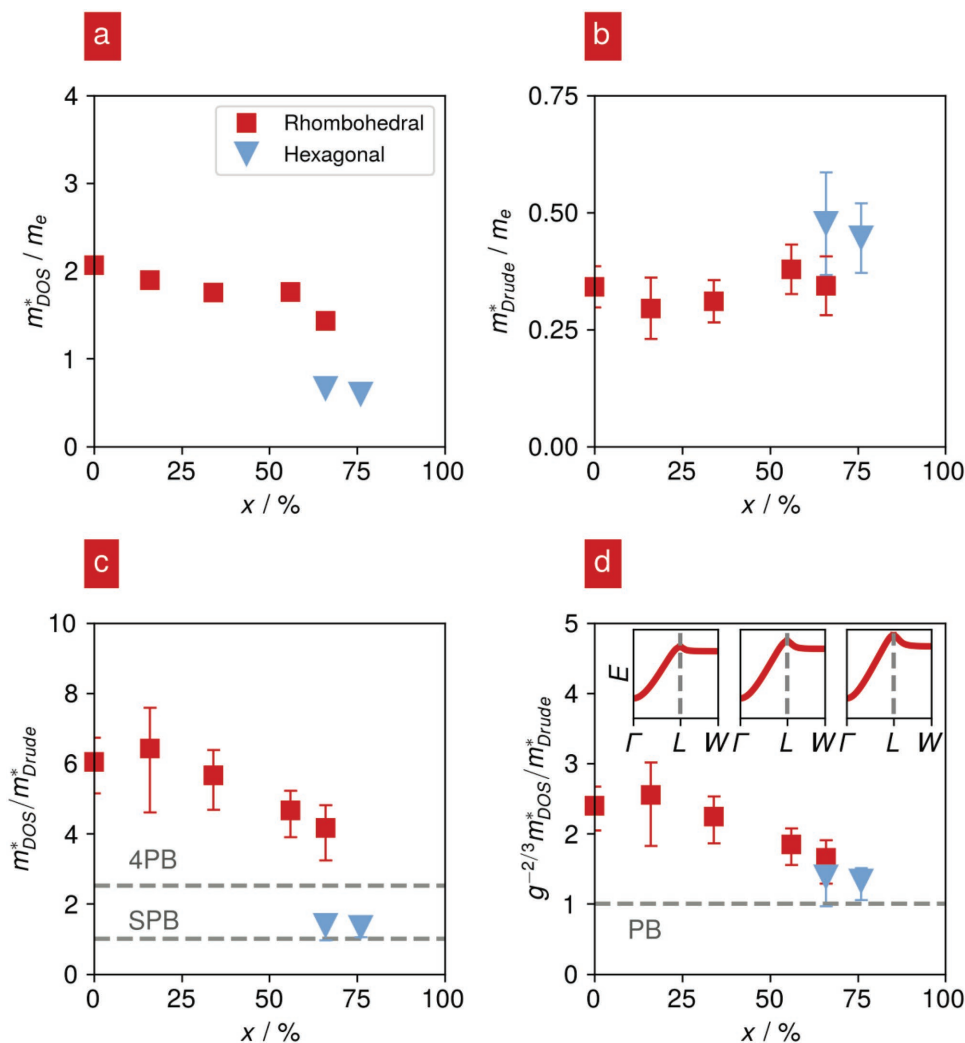 a
4
3
2
1
0
m*DOS / me
Rhombohedral
Hexagonal
0 25 50 75 100
x / %
b
0.75
0.50
0.25
0.00
m*Drude / me
0 25 50 75 100
x / %
c
10
8
6
4
2
0
m*DOS/m*Drude
4PB
SPB
0 25 50 75 100
x / %
d
5
4
3
2
1
0
g−2/3m*DOS/m*Drude
E
Γ L W Γ L W Γ L W
PB
0 25 50 75 100
x / %